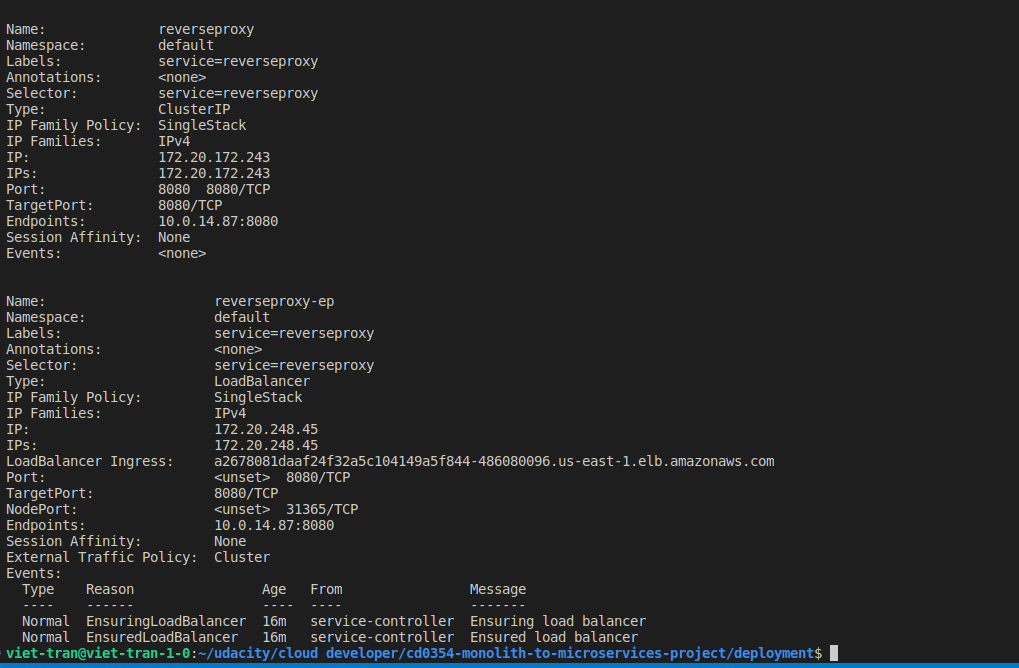 Name:                reverseproxy
Namespace:           default
Labels:              service=reverseproxy
Annotations:         <none>
Selector:            service=reverseproxy
Type:                ClusterIP
IP Family Policy:    SingleStack
IP Families:         IPv4
IP:                  172.20.172.243
IPs:                 172.20.172.243
Port:                8080  8080/TCP
TargetPort:          8080/TCP
Endpoints:           10.0.14.87:8080
Session Affinity:    None
Events:              <none>
Name:                     reverseproxy-ep
Namespace:                default
Labels:                   service=reverseproxy
Annotations:              <none>
Selector:                 service=reverseproxy
Type:                     LoadBalancer
IP Family Policy:         SingleStack
IP Families:              IPv4
IP:                       172.20.248.45
IPs:                      172.20.248.45
LoadBalancer Ingress:     a2678081daaf24f32a5c104149a5f844-486080096.us-east-1.elb.amazonaws.com
Port:                     <unset>  8080/TCP
TargetPort:               8080/TCP
NodePort:                 <unset>  31365/TCP
Endpoints:                10.0.14.87:8080
Session Affinity:         None
External Traffic Policy:  Cluster
Events:
  Type    Reason                Age   From                Message
  ----    ------                ----  ----                -------
  Normal  EnsuringLoadBalancer  16m   service-controller  Ensuring load balancer
  Normal  EnsuredLoadBalancer   16m   service-controller  Ensured load balancer
viet-tran@viet-tran-1-0:~/udacity/cloud developer/cd0354-monolith-to-microservices-project/deployment$